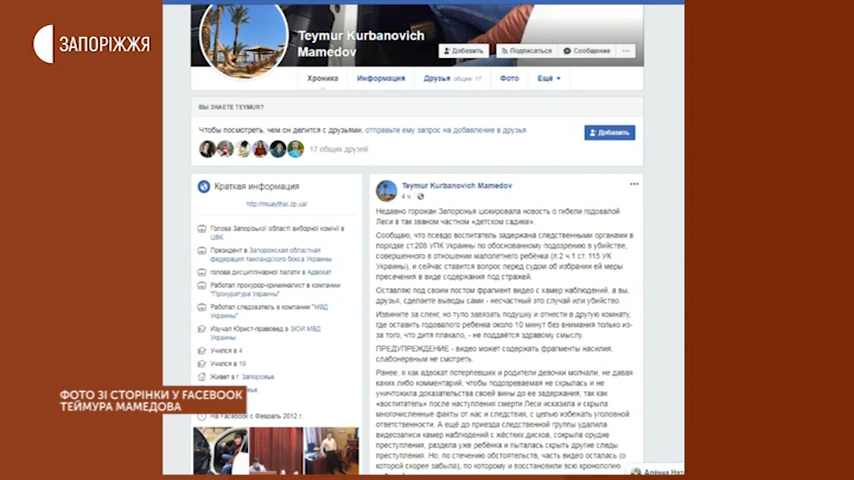 ЗАПОРІЖЖЯ
Teymur Kurbanovich
Mamedov
Добавить
Подписаться
Сообщение
Хроника
Информация
Друзья общие 17
Фото
Ещё
ВЫ ЗНАЕТЕ TEYMUR?
Чтобы посмотреть, чем он делится с друзьями, отправьте ему запрос на добавление в друзья.
Добавить
17 общих друзей
Краткая информация
http://muaythai.zp.ua/
Голова Запорізької області виборчої комісії в
ЦВК
Президент в Запорожская областная
федерация таиландского бокса Украины
голова дисциплінарної палати в Адвокат
Работал прокурор-криминалист в компании
"Прокуратура Украины"
Работал следователь в компании "МВД
Украины"
Изучал Юрист-правовед в ЗЮИ МВД
Украины
Учился в 4
Учился в 19
Живет в г. Запорожье
На Facebook с Февраль 2012 г.
Teymur Kurbanovich Mamedov
4 ч.
Недавно горожан Запорожья шокировала новость о гибели годовалой
Леси в так званом частном «детском садике».
Сообщаю, что псевдо воспитатель задержана следственными органами в
порядке ст.208 УПК Украины по обоснованному подозрению в убийстве,
совершенного в отношении малолетнего ребёнка (п.2 ч.1 ст. 115 УК
Украины), и сейчас ставится вопрос перед судом об избрании ей меры
пресечения в виде содержания под стражей.
Оставляю под своим постом фрагмент видео с камер наблюдений, а вы,
друзья, сделаете выводы сами - несчастный это случай или убийство.
Извините за сленг, но тупо завязать подушку и отнести в другую комнату,
где оставить годовалого ребенка около 10 минут без внимания только из-
за того, что дитя плакало, - не поддаётся здравому смыслу.
ПРЕДУПРЕЖДЕНИЕ - видео может содержать фрагменты насилия,
слабонервным не смотреть.
Ранее, я как адвокат потерпевших и родители девочки молчали, не давая
каких либо комментарий, чтобы подозреваемая не скрылась и не
уничтожила доказательства своей вины до ее задержания, так как
«воспитатель» после наступления смерти Леси исказила и скрыла
многочисленные факты от нас и следствия, с целью избежать уголовной
ответственности. А ещё до приезда следственной группы удалила
видеозаписи камер наблюдений с жёстких дисков, сокрыла орудие
преступления, раздела уже ребёнка и пыталась скрыть другие следы
преступления. Но, по стечению обстоятельств, часть видео осталась (о
которой скорее забыла), по которому и восстановили всю хронологию
ФОТО ЗІ СТОРІНКИ У FACEBOOK
ТЕЙМУРА МАМЕДОВА